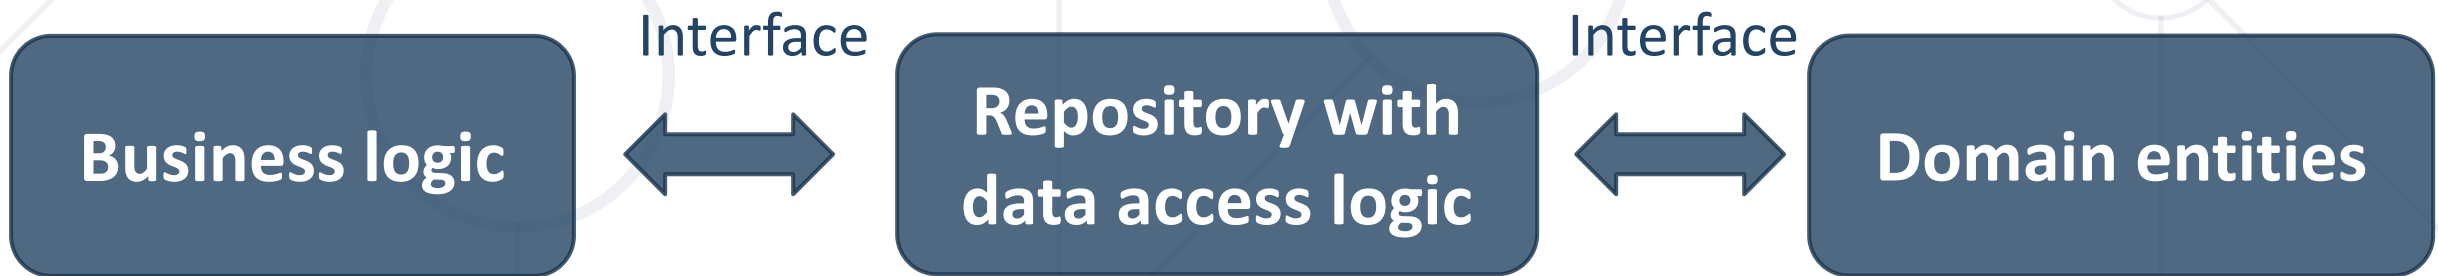 Interface
Interface
Business logic
Repository with
data access logic
Domain entities